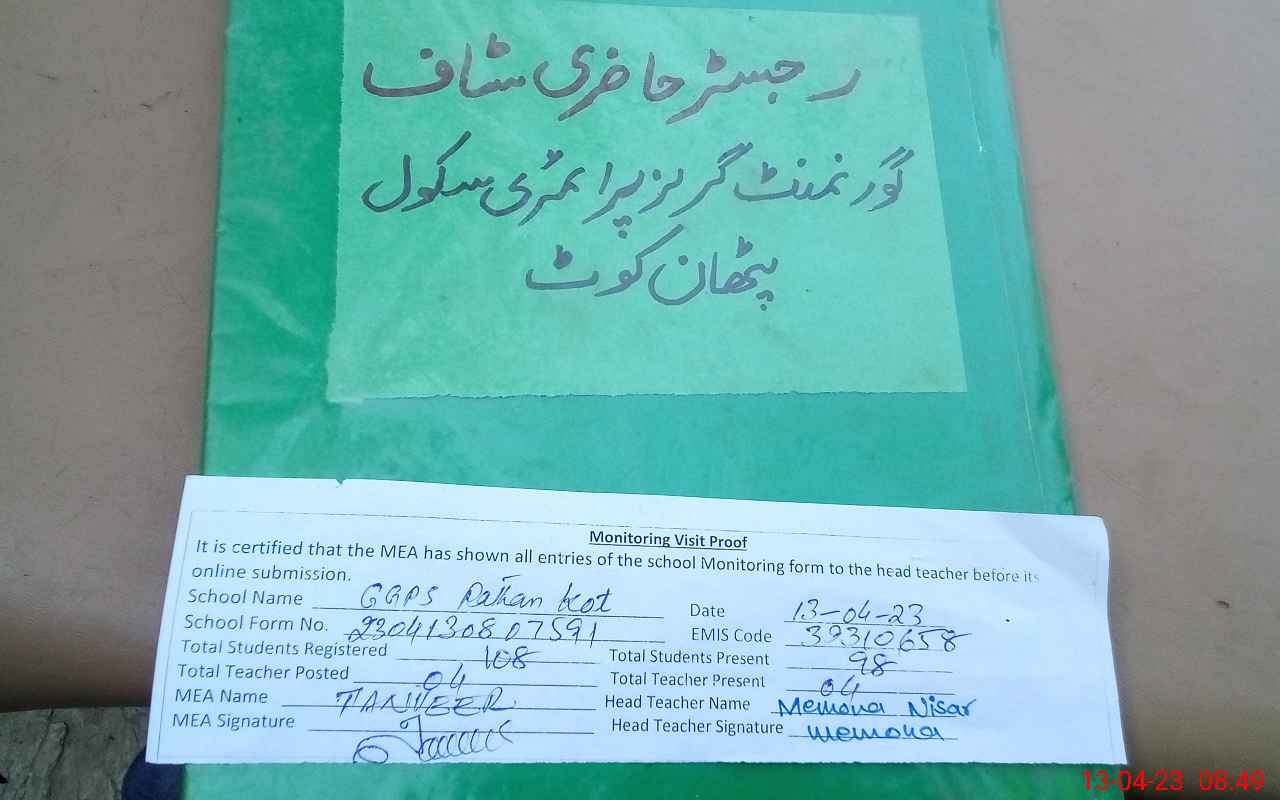 رجسٹر حاضری سٹاف
گورنمنٹ گرلز پرائمری سکول
پٹھان کوٹ
Monitoring Visit Proof
It is certified that the MEA has shown all entries of the school Monitoring form to the head teacher before its
online submission.
School Name GGPS Pathan Kot Date 13-04-23
School Form No. 2304130807591 EMIS Code 39310658
Total Students Registered 108 Total Students Present 98
Total Teacher Posted 04 Total Teacher Present 04
MEA Name TANVEER Head Teacher Name Memona Nisar
MEA Signature Head Teacher Signature Memona
13-04-23 08:49